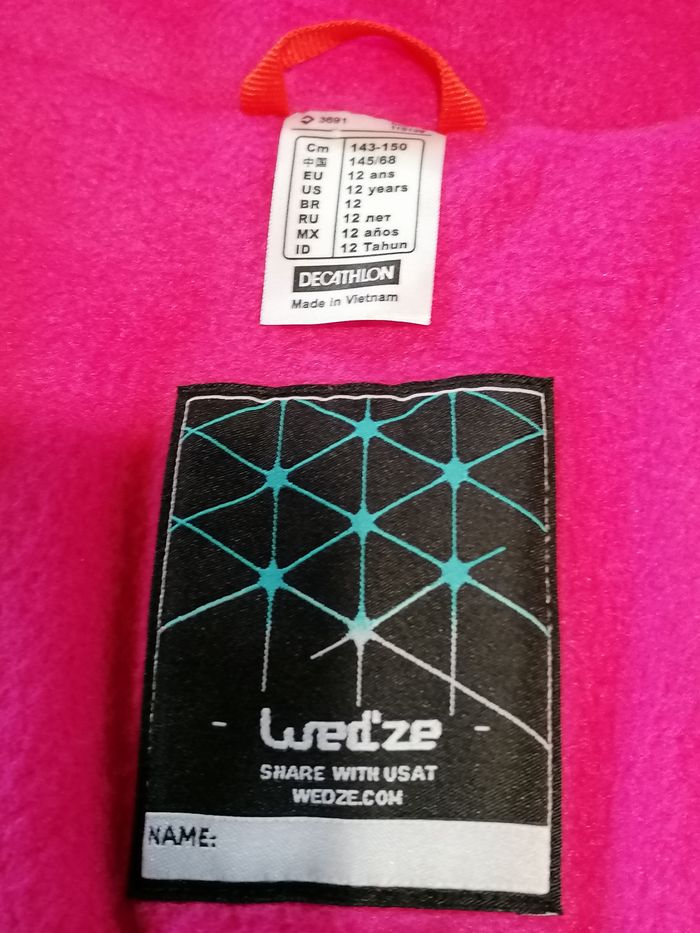 3691
Cm 143-150
中国 145/68
EU 12 ans
US 12 years
BR 12
RU 12 лет
MX 12 años
ID 12 Tahun
DECATHLON
Made in Vietnam
- Wed'ze -
SHARE WITH USAT
WEDZE.COM
NAME: